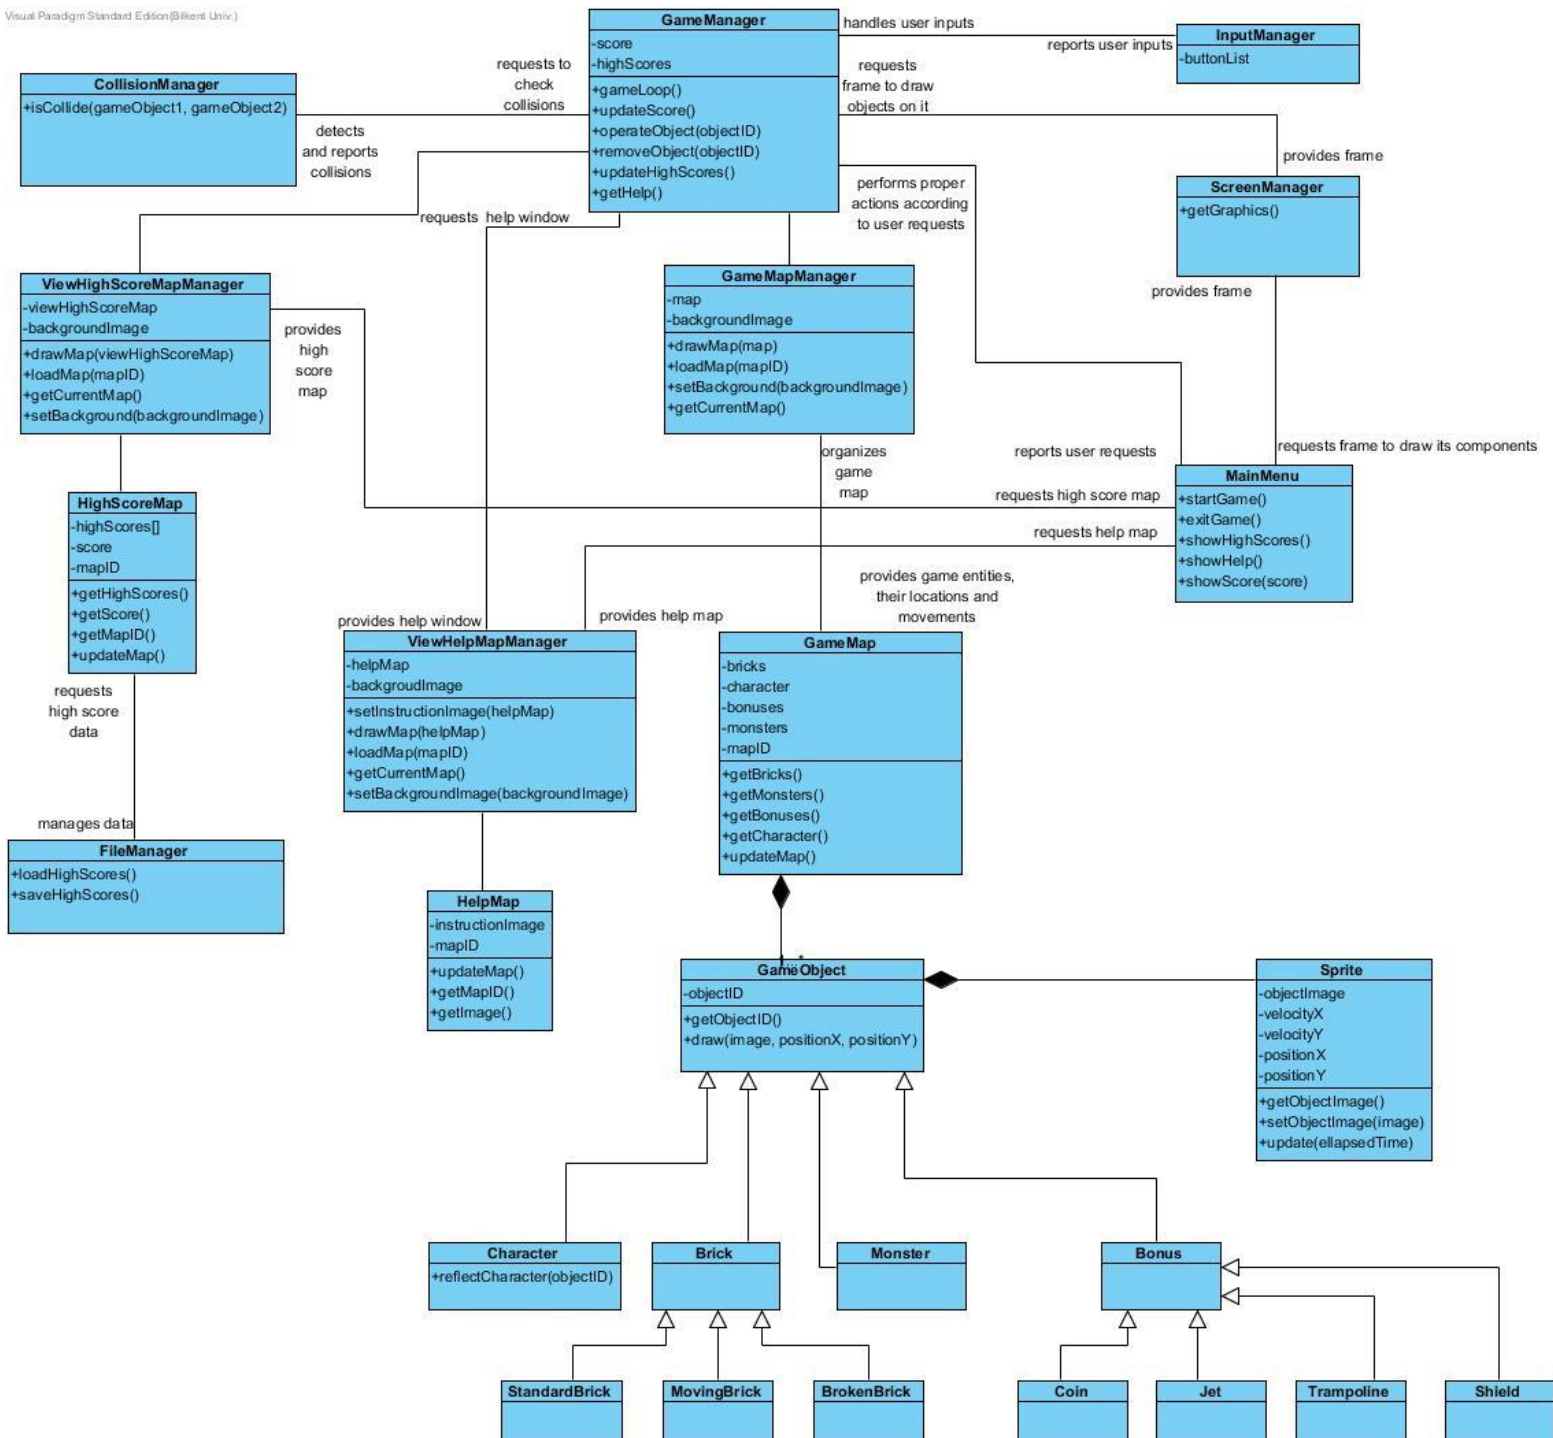 Visual Paradigm Standard Edition(Bilkent Univ.)
GameManager
-score
-highScores
+gameLoop()
+updateScore()
+operateObject(objectID)
+removeObject(objectID)
+updateHighScores()
+getHelp()
handles user inputs
reports user inputs
InputManager
-buttonList
CollisionManager
+isCollide(gameObject1, gameObject2)
requests to
check
collisions
detects
and reports
collisions
requests
frame to draw
objects on it
provides frame
ScreenManager
+getGraphics()
provides frame
requests frame to draw its components
performs proper
actions according
to user requests
requests help window
ViewHighScoreMapManager
-viewHighScoreMap
-backgroundImage
+drawMap(viewHighScoreMap)
+loadMap(mapID)
+getCurrentMap()
+setBackground(backgroundImage)
provides
high
score
map
GameMapManager
-map
-backgroundImage
+drawMap(map)
+loadMap(mapID)
+setBackground(backgroundImage)
+getCurrentMap()
organizes
game
map
reports user requests
requests high score map
requests help map
MainMenu
+startGame()
+exitGame()
+showHighScores()
+showHelp()
+showScore(score)
HighScoreMap
-highScores[]
-score
-mapID
+getHighScores()
+getScore()
+getMapID()
+updateMap()
requests
high score
data
manages data
FileManager
+loadHighScores()
+saveHighScores()
provides help window
provides help map
ViewHelpMapManager
-helpMap
-backgroudImage
+setInstructionImage(helpMap)
+drawMap(helpMap)
+loadMap(mapID)
+getCurrentMap()
+setBackgroundImage(backgroundImage)
HelpMap
-instructionImage
-mapID
+updateMap()
+getMapID()
+getImage()
provides game entities,
their locations and
movements
GameMap
-bricks
-character
-bonuses
-monsters
-mapID
+getBricks()
+getMonsters()
+getBonuses()
+getCharacter()
+updateMap()
1..*
GameObject
-objectID
+getObjectID()
+draw(image, positionX, positionY)
Sprite
-objectImage
-velocityX
-velocityY
-positionX
-positionY
+getObjectImage()
+setObjectImage(image)
+update(ellapsedTime)
Character
+reflectCharacter(objectID)
Brick
Monster
Bonus
StandardBrick
MovingBrick
BrokenBrick
Coin
Jet
Trampoline
Shield